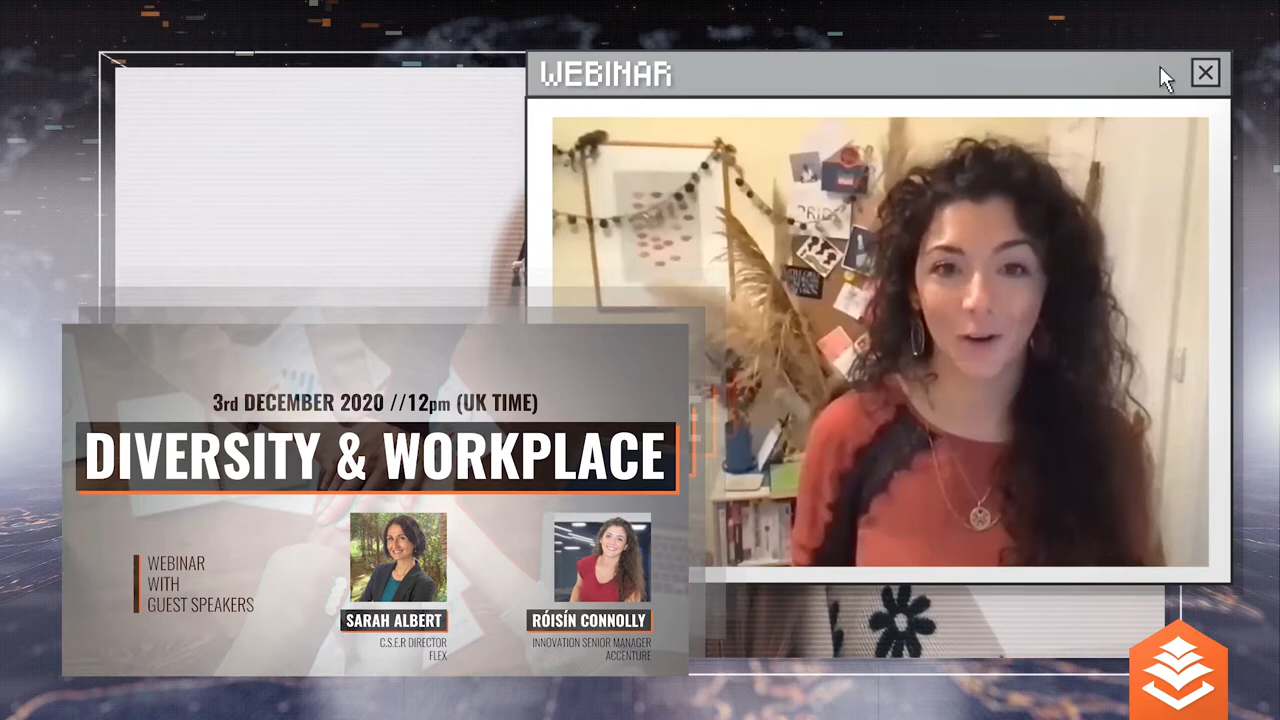 WEBINAR
PRIDE
3rd DECEMBER 2020 //12pm (UK TIME)
DIVERSITY & WORKPLACE
WEBINAR
WITH
GUEST SPEAKERS
SARAH ALBERT
C.S.E.R DIRECTOR
FLEX
RÓISÍN CONNOLLY
INNOVATION SENIOR MANAGER
ACCENTURE